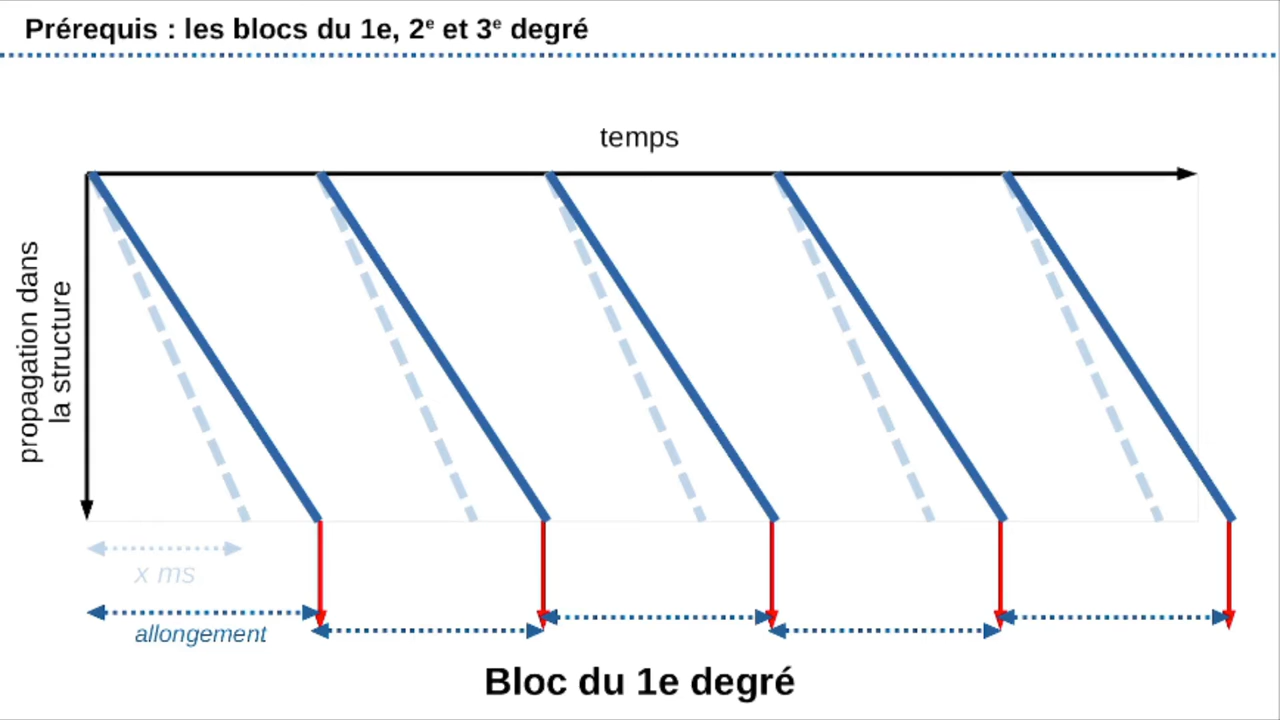 Prérequis : les blocs du 1e, 2e et 3e degré
temps
propagation dans
la structure
x ms
allongement
Bloc du 1e degré